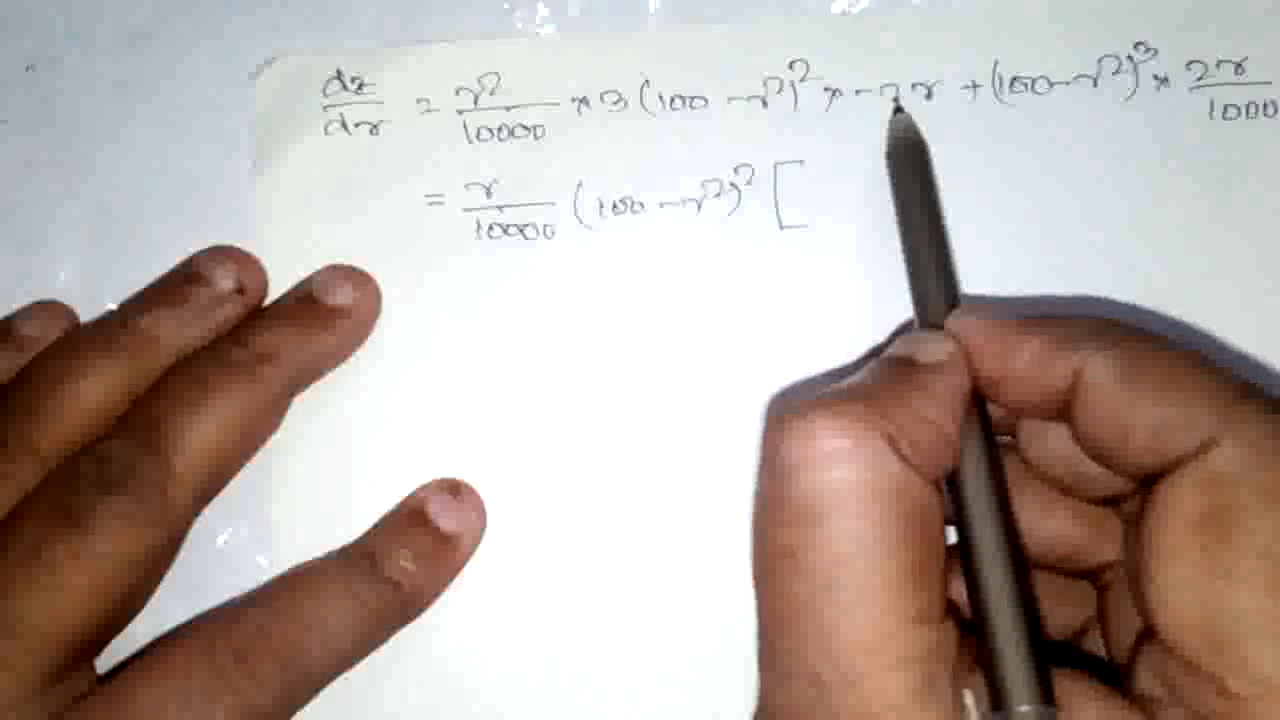 dz/dr = r²/10000 × 3(100 - r²)² × -2r + (100 - r²)³ × 2r/1000
= r/10000 (100 - r²)² [